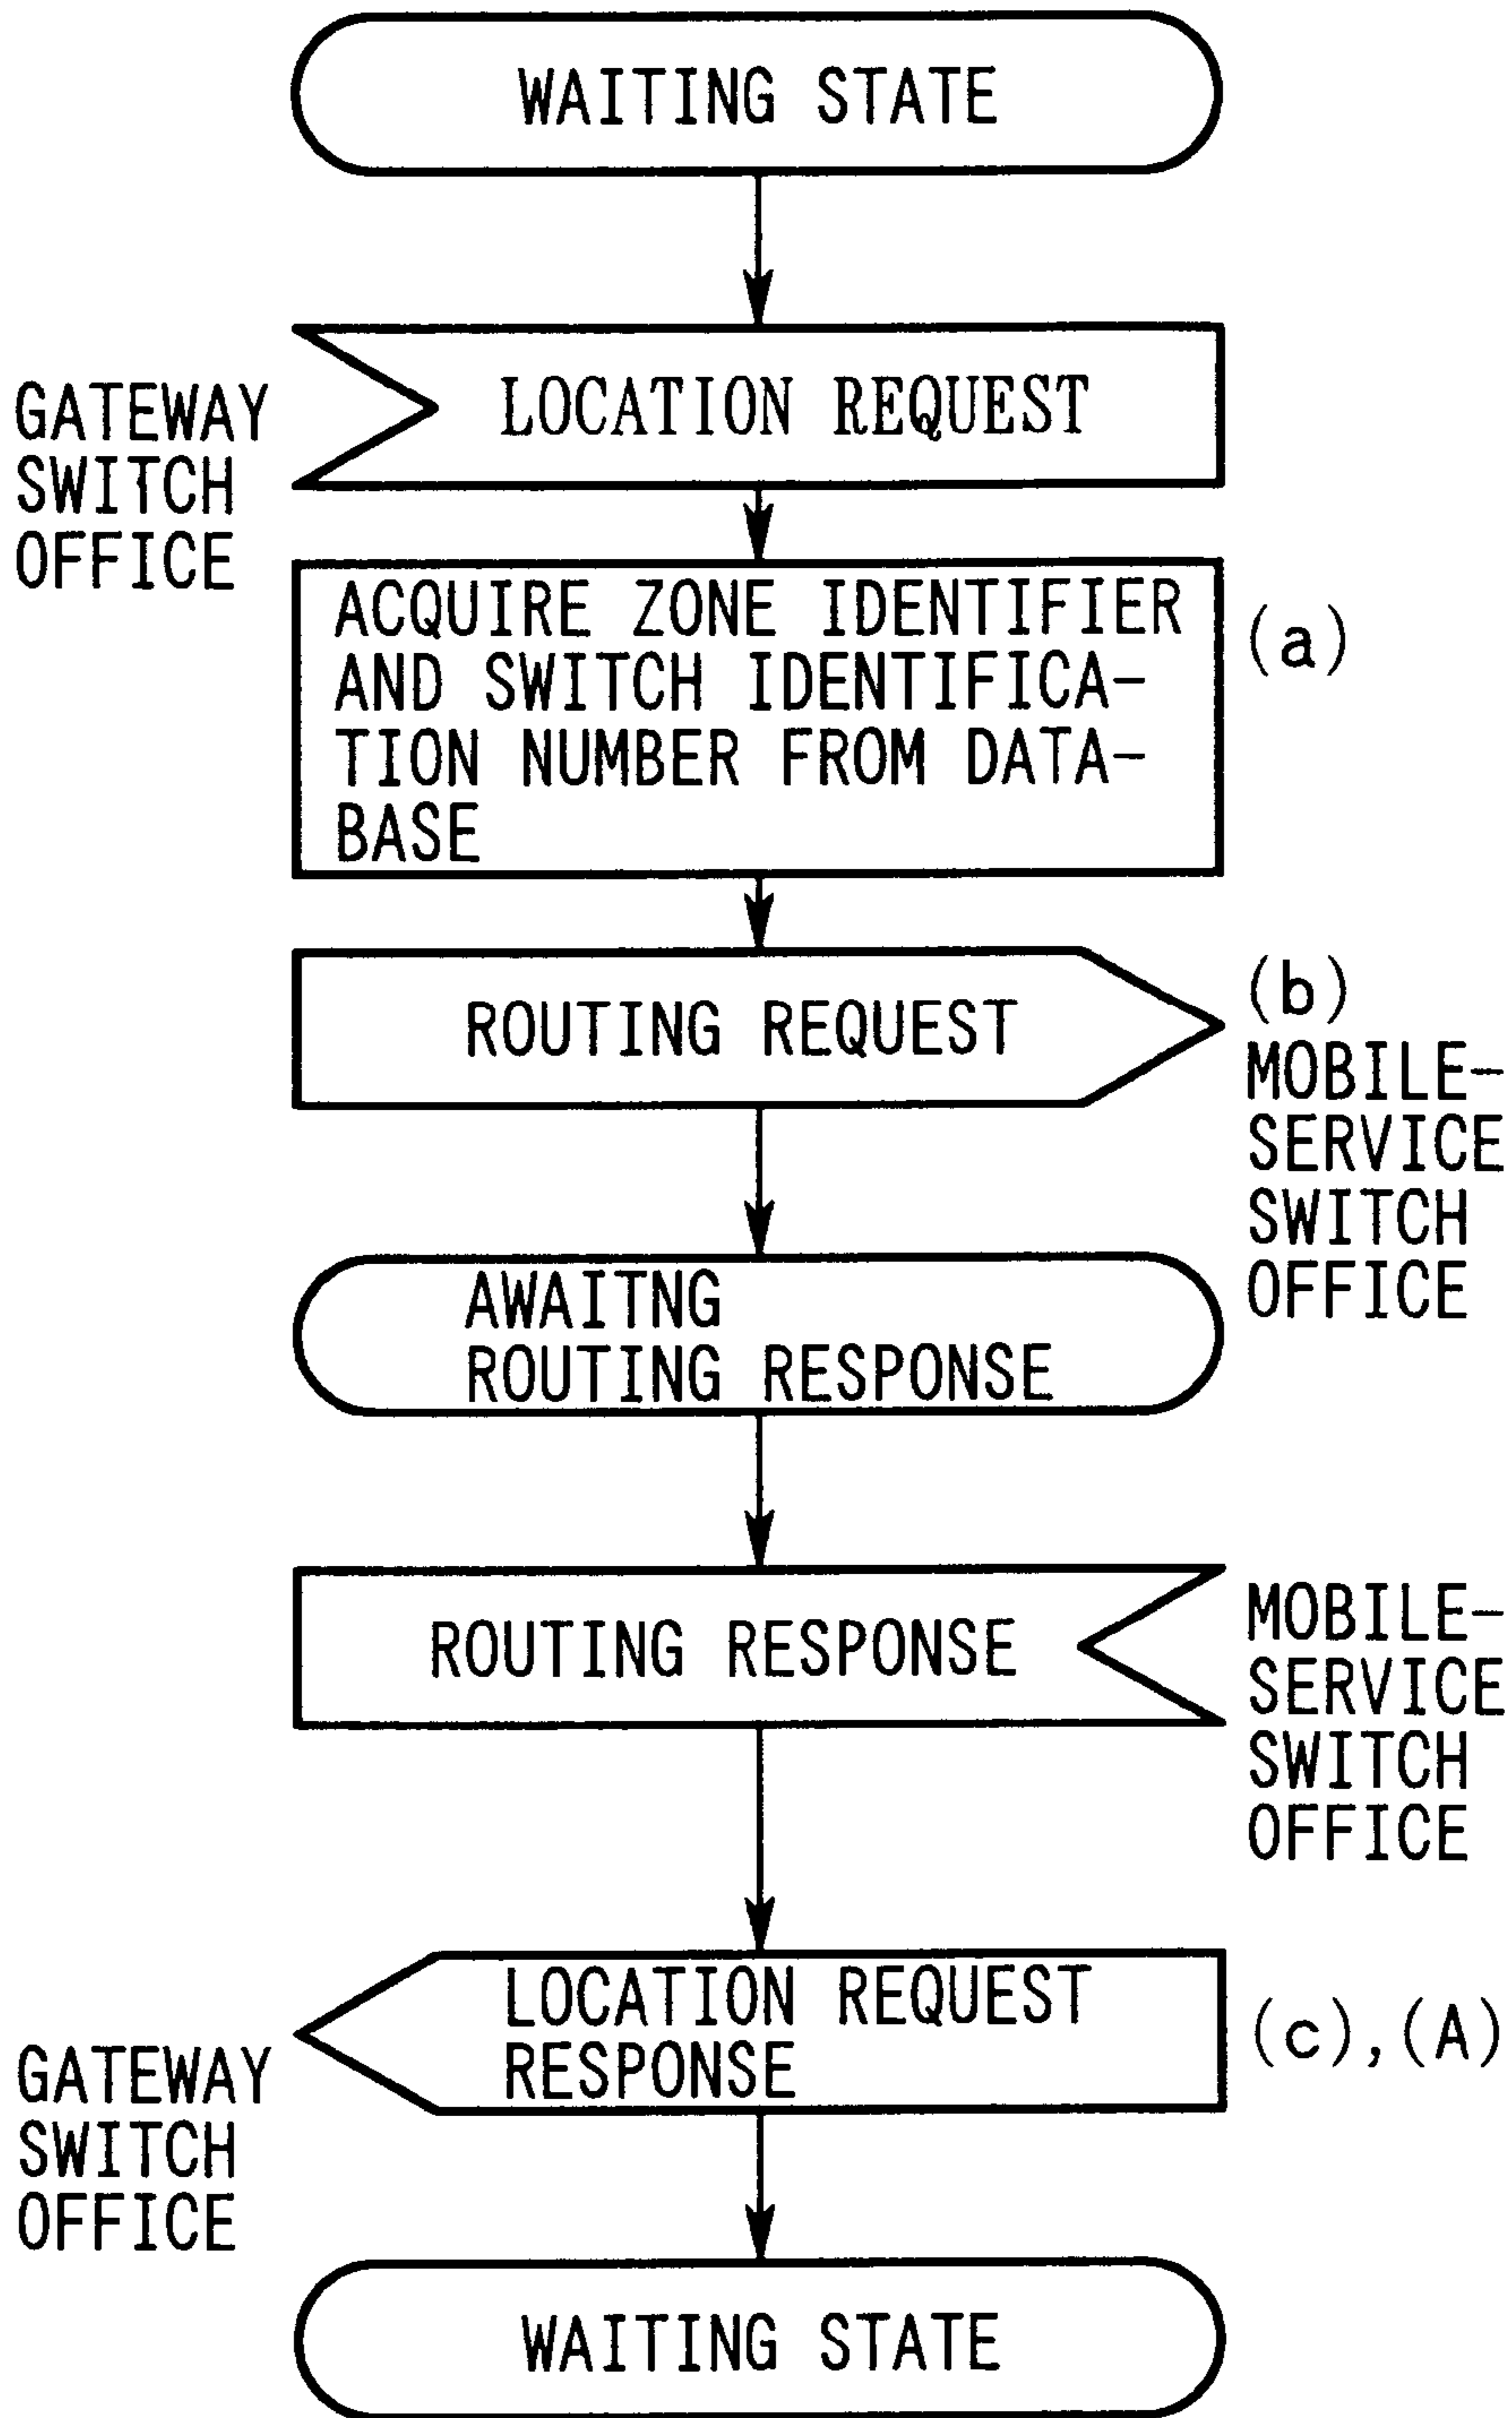 WAITING STATE
LOCATION REQUEST
GATEWAY
SWITCH
OFFICE
ACQUIRE ZONE IDENTIFIER
AND SWITCH IDENTIFICA-
TION NUMBER FROM DATA-
BASE
(a)
ROUTING REQUEST
(b)
MOBILE-
SERVICE
SWITCH
OFFICE
AWAITNG
ROUTING RESPONSE
ROUTING RESPONSE
MOBILE-
SERVICE
SWITCH
OFFICE
LOCATION REQUEST
RESPONSE
(c),(A)
GATEWAY
SWITCH
OFFICE
WAITING STATE